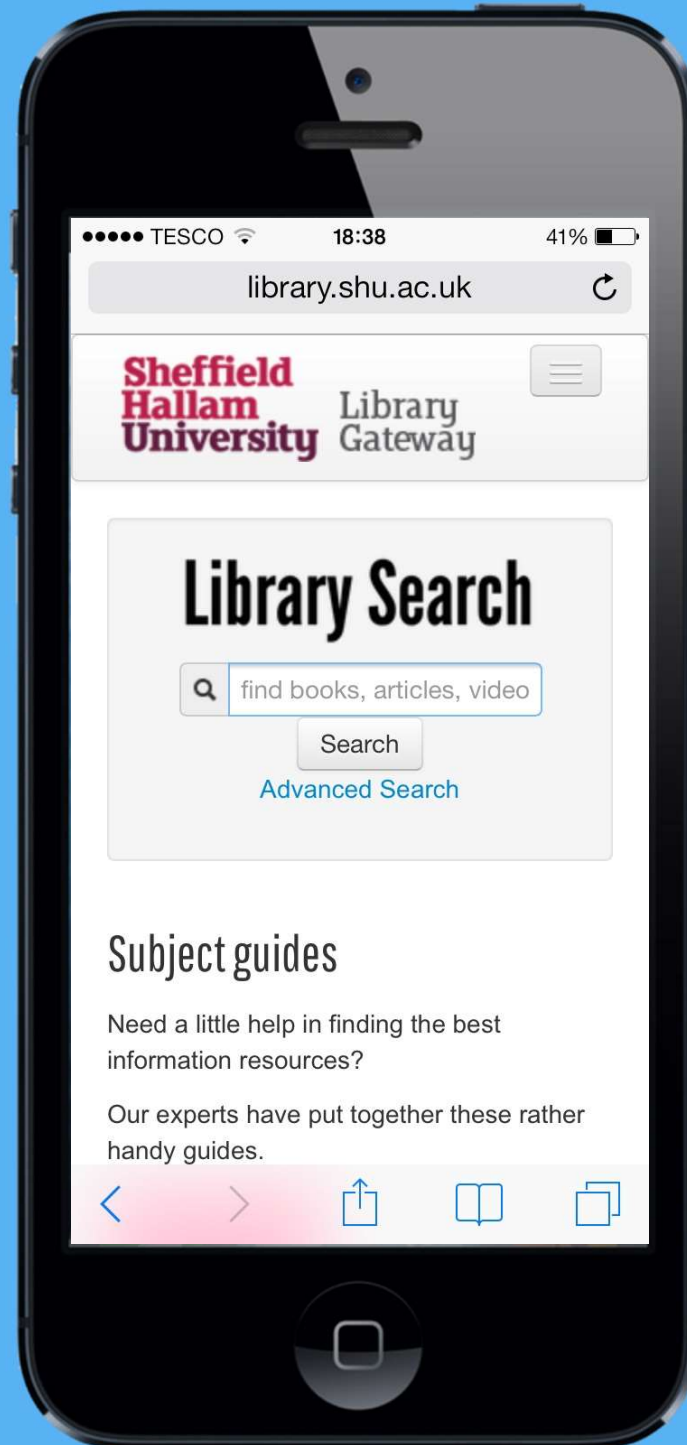 TESCO 18:38 41%
library.shu.ac.uk
Sheffield
Hallam
University
Library
Gateway
Library Search
find books, articles, video
Search
Advanced Search
Subject guides
Need a little help in finding the best
information resources?
Our experts have put together these rather
handy guides.